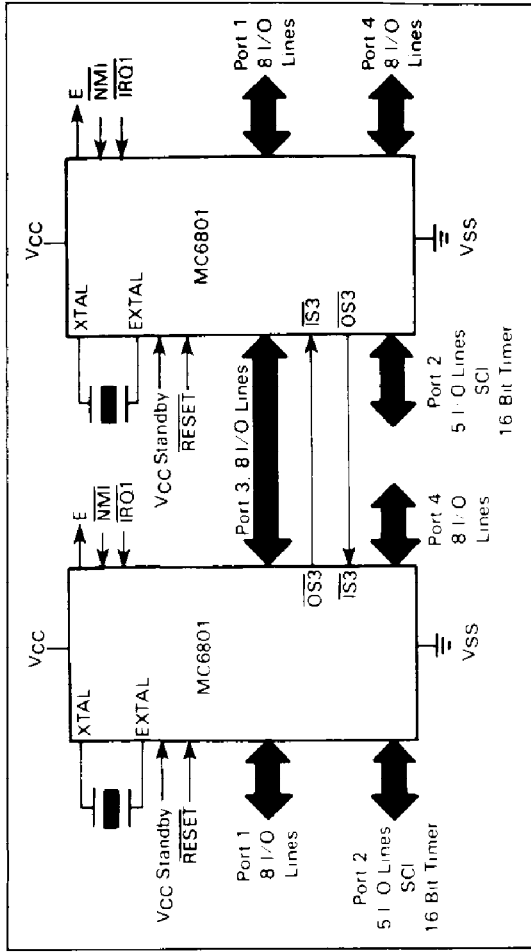 VCC
XTAL
EXTAL
E
NMI
IRQ1
MC6801
VCC Standby
RESET
Port 1
8 I/O
Lines
Port 2
5 I/O Lines
SCI
16 Bit Timer
OS3
IS3
Port 4
8 I/O
Lines
VSS
Port 3, 8 I/O Lines
VCC
XTAL
EXTAL
E
NMI
IRQ1
MC6801
VCC Standby
RESET
IS3
OS3
Port 1
8 I/O
Lines
Port 2
5 I/O Lines
SCI
16 Bit Timer
Port 4
8 I/O
Lines
VSS